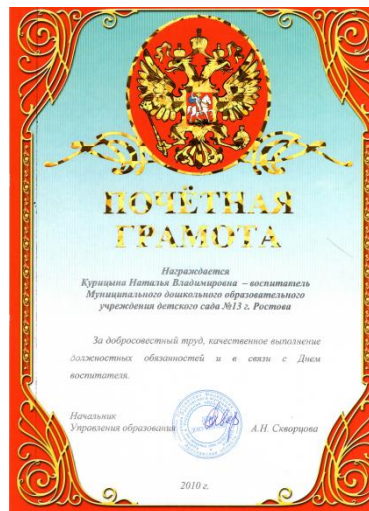 ПОЧЁТНАЯ
ГРАМОТА
Награждается
Курицына Наталья Владимировна – воспитатель
Муниципального дошкольного образовательного
учреждения детского сада №13 г. Ростова
За добросовестный труд, качественное выполнение
должностных обязанностей и в связи с Днем
воспитателя.
Начальник
Управления образования А.Н. Скворцова
2010 г.